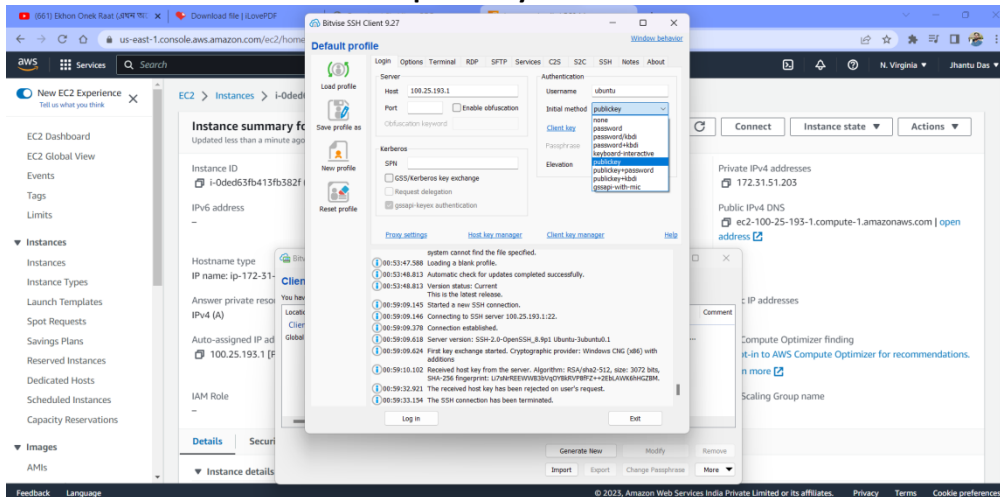 (661) Ekhon Onek Raat
Download file | iLovePDF
us-east-1.console.aws.amazon.com/ec2/home
aws
Services
Search
N. Virginia
Jhantu Das
New EC2 Experience
Tell us what you think
EC2 Dashboard
EC2 Global View
Events
Tags
Limits
Instances
Instances
Instance Types
Launch Templates
Spot Requests
Savings Plans
Reserved Instances
Dedicated Hosts
Scheduled Instances
Capacity Reservations
Images
AMIs
EC2 > Instances >
Instance summary
Updated less than a minute ago
Connect
Instance state
Actions
Instance ID
IPv6 address
–
Hostname type
IP name: ip-172-31-
Answer private reso
IPv4 (A)
Auto-assigned IP ad
100.25.193.1 [P
IAM Role
–
Details
Securi
Instance details
Private IPv4 addresses
172.31.51.203
Public IPv4 DNS
ec2-100-25-193-1.compute-1.amazonaws.com | open
address
IP addresses
Compute Optimizer finding
t-in to AWS Compute Optimizer for recommendations.
more
Scaling Group name
Bitvise SSH Client 9.27
Default profile
Window behavior
Load profile
Save profile as
New profile
Reset profile
Login Options Terminal RDP SFTP Services C2S S2C SSH Notes About
Server
Host 100.25.193.1
Port
Enable obfuscation
Obfuscation keyword
Kerberos
SPN
GSS/Kerberos key exchange
Request delegation
gssapi-keyex authentication
Authentication
Username ubuntu
Initial method publickey
Client key
Passphrase
Elevation
none
password
password/kbdi
password+kbdi
keyboard-interactive
publickey
publickey+password
publickey+kbdi
gssapi-with-mic
Proxy settings
Host key manager
Client key manager
Help
system cannot find the file specified.
00:53:47.588 Loading a blank profile.
00:53:48.813 Automatic check for updates completed successfully.
00:53:48.813 Version status: Current
This is the latest release.
00:59:09.145 Started a new SSH connection.
00:59:09.146 Connecting to SSH server 100.25.193.1:22.
00:59:09.378 Connection established.
00:59:09.618 Server version: SSH-2.0-OpenSSH_8.9p1 Ubuntu-3ubuntu0.1
00:59:09.624 First key exchange started. Cryptographic provider: Windows CNG (x86) with
additions
00:59:10.102 Received host key from the server. Algorithm: RSA/sha2-512, size: 3072 bits,
SHA-256 fingerprint:
00:59:32.921 The received host key has been rejected on user's request.
00:59:33.154 The SSH connection has been terminated.
Log in
Exit
Clien
You hav
Locatio
Clien
Global
Comment
Generate New
Modify
Remove
Import
Export
Change Passphrase
More
Feedback
Language
© 2023, Amazon Web Services India Private Limited or its affiliates.
Privacy
Terms
Cookie preferences